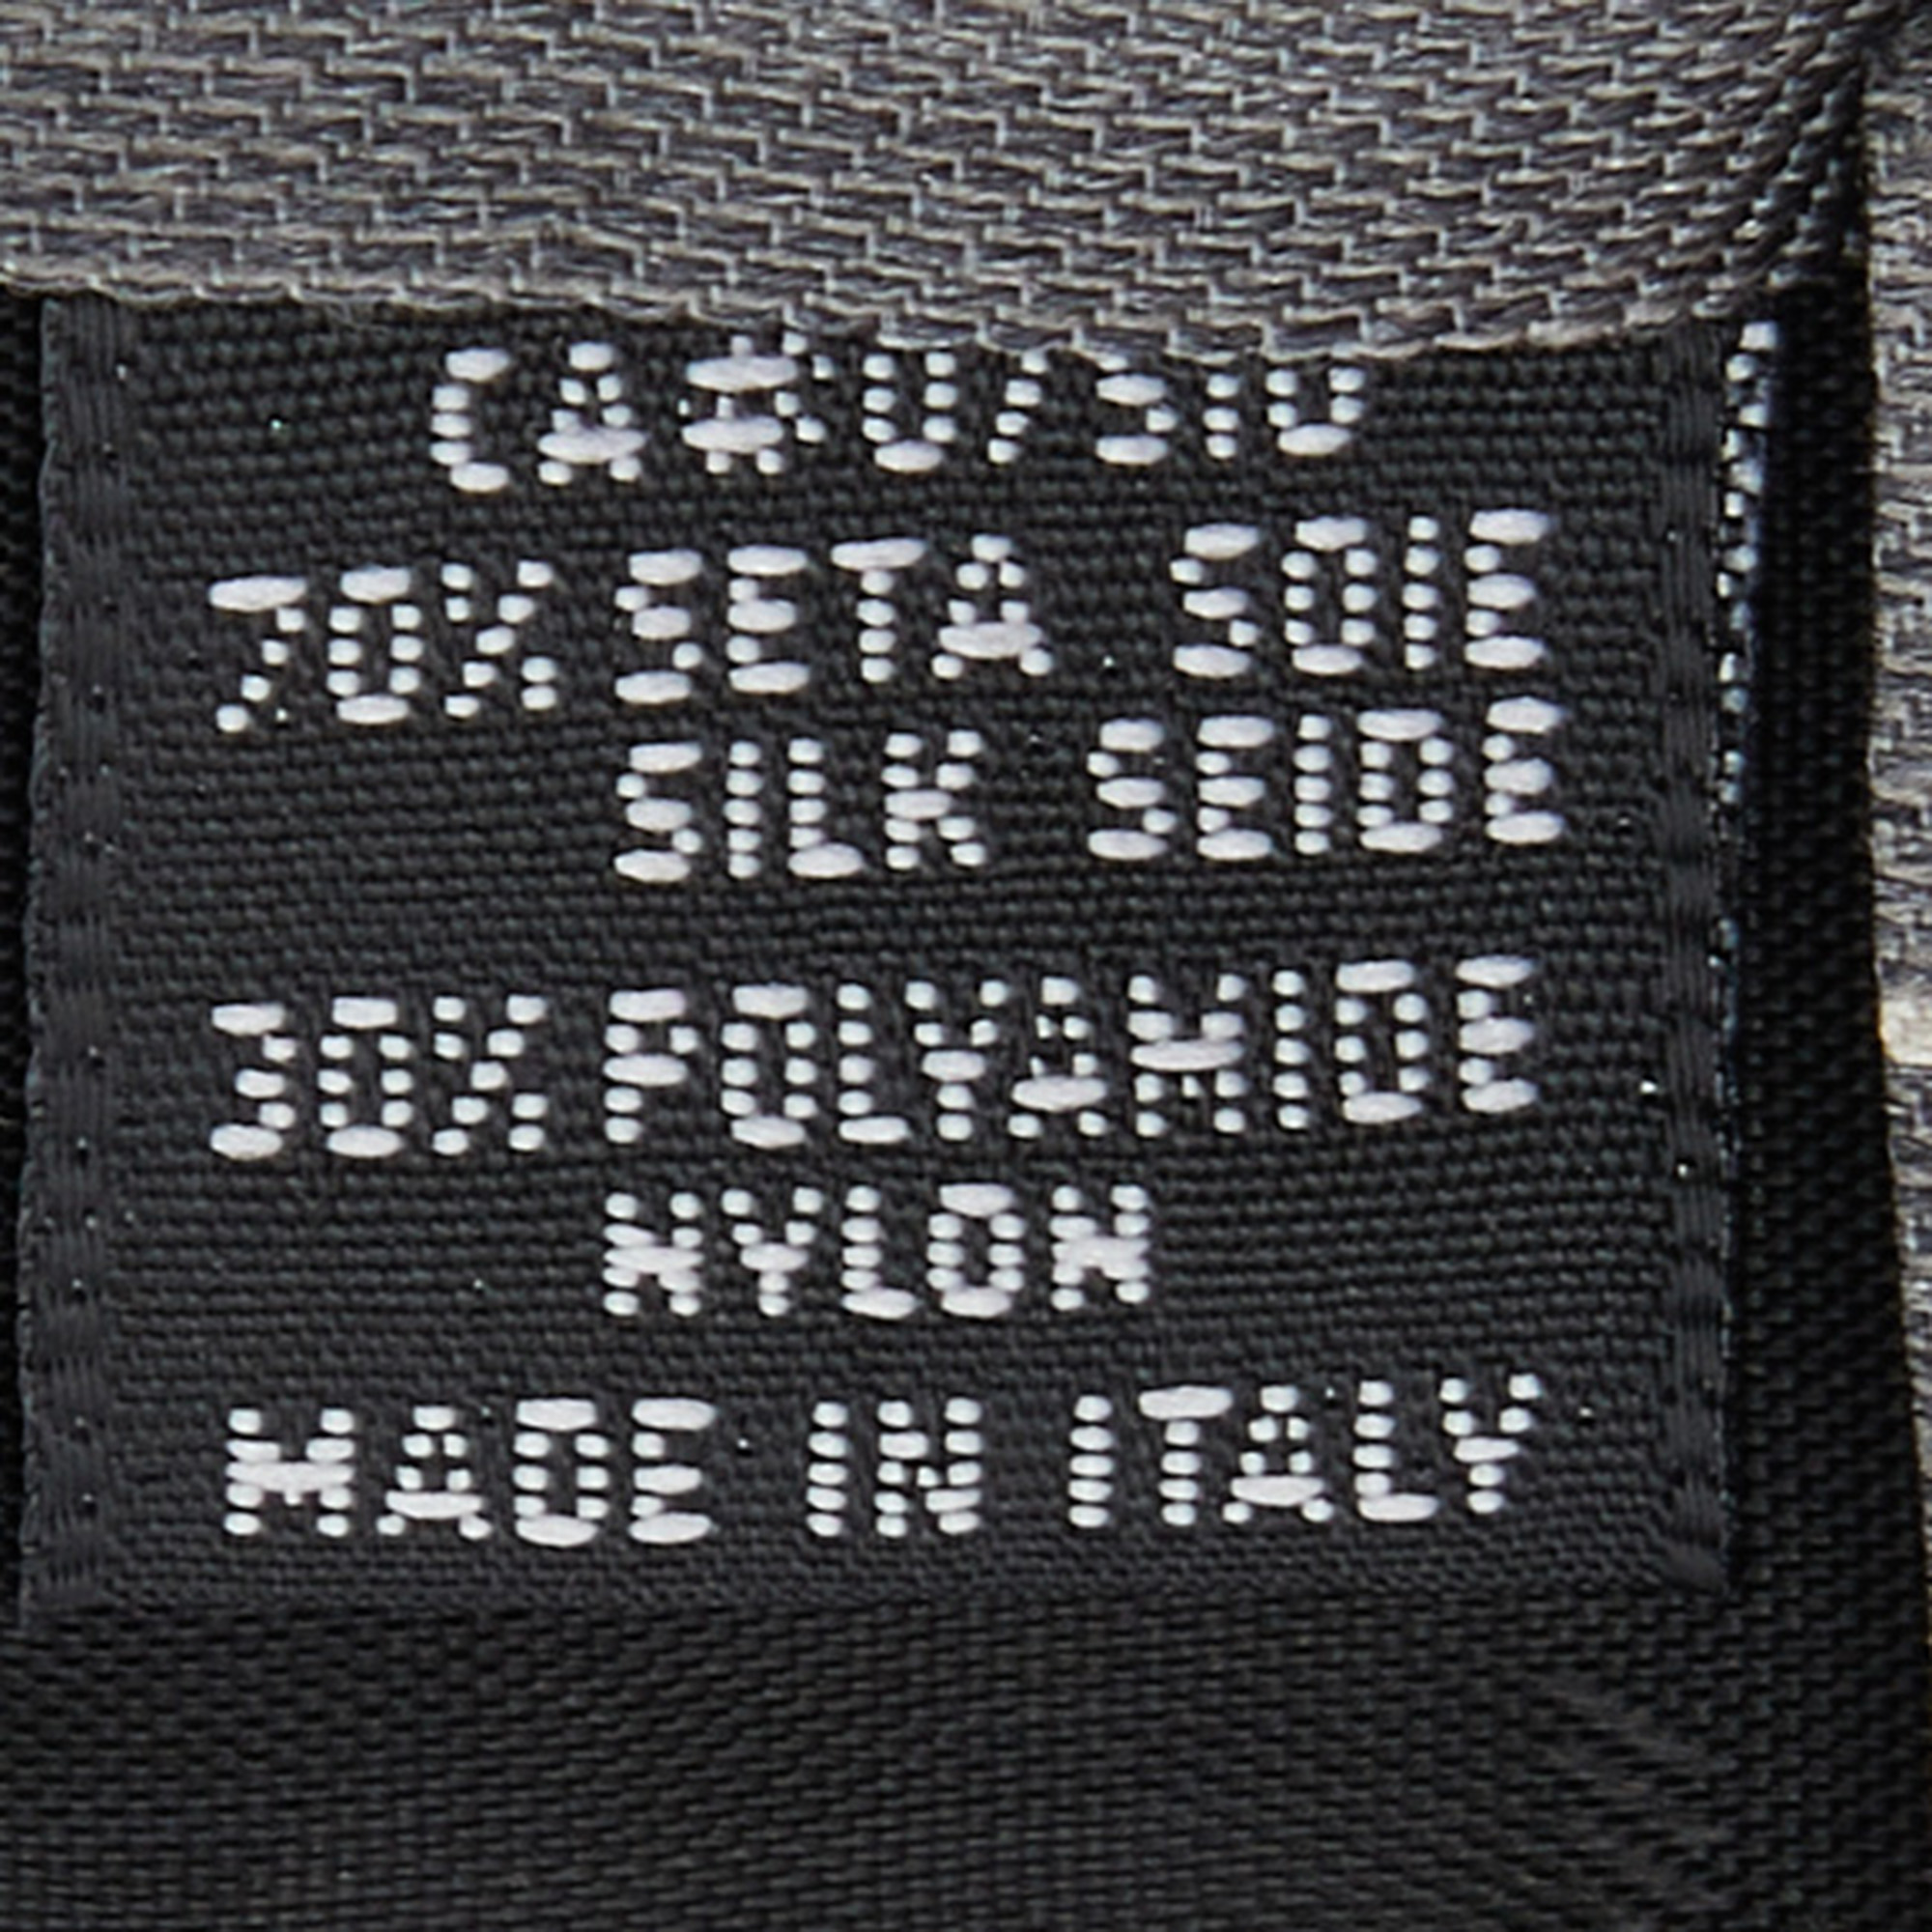 70% SETA SOIE
SILK SEIDE
30% POLYAMIDE
NYLON
MADE IN ITALY